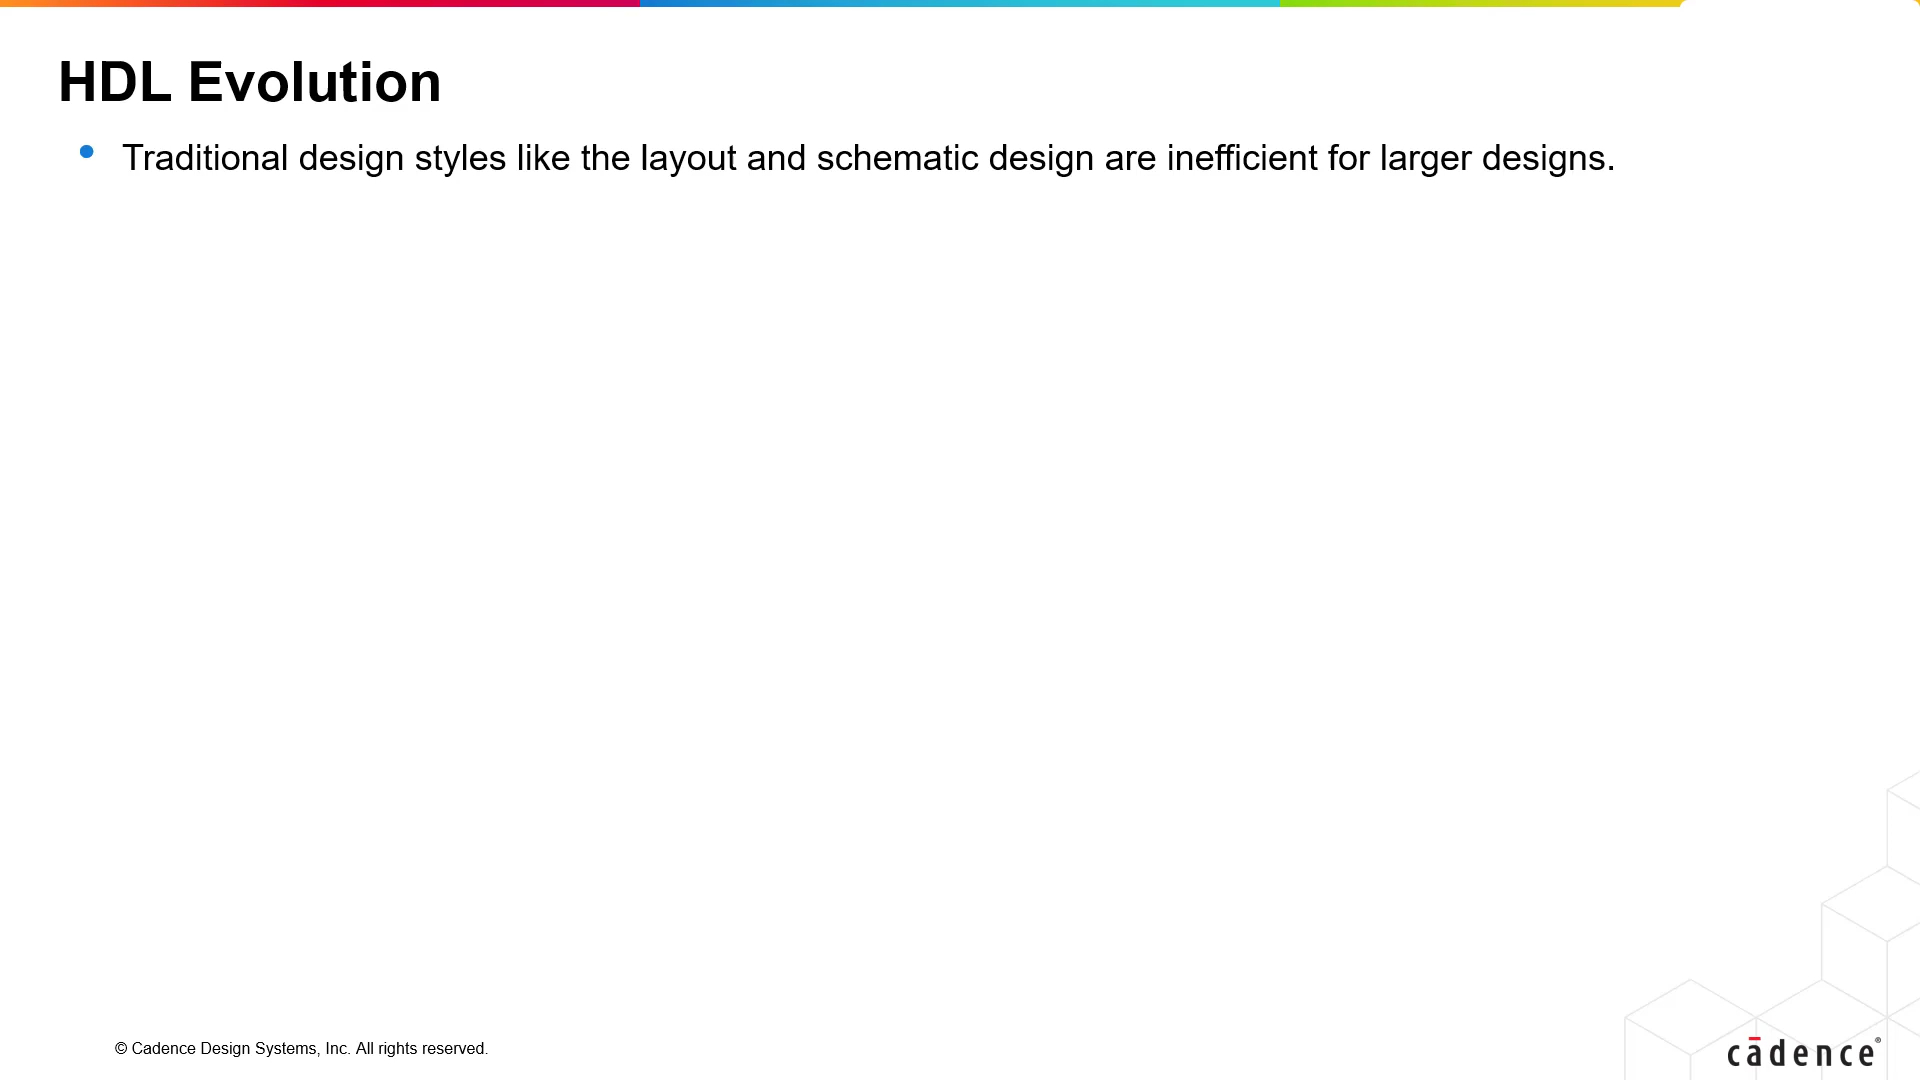 HDL Evolution
• Traditional design styles like the layout and schematic design are inefficient for larger designs.
© Cadence Design Systems, Inc. All rights reserved.
cādence®